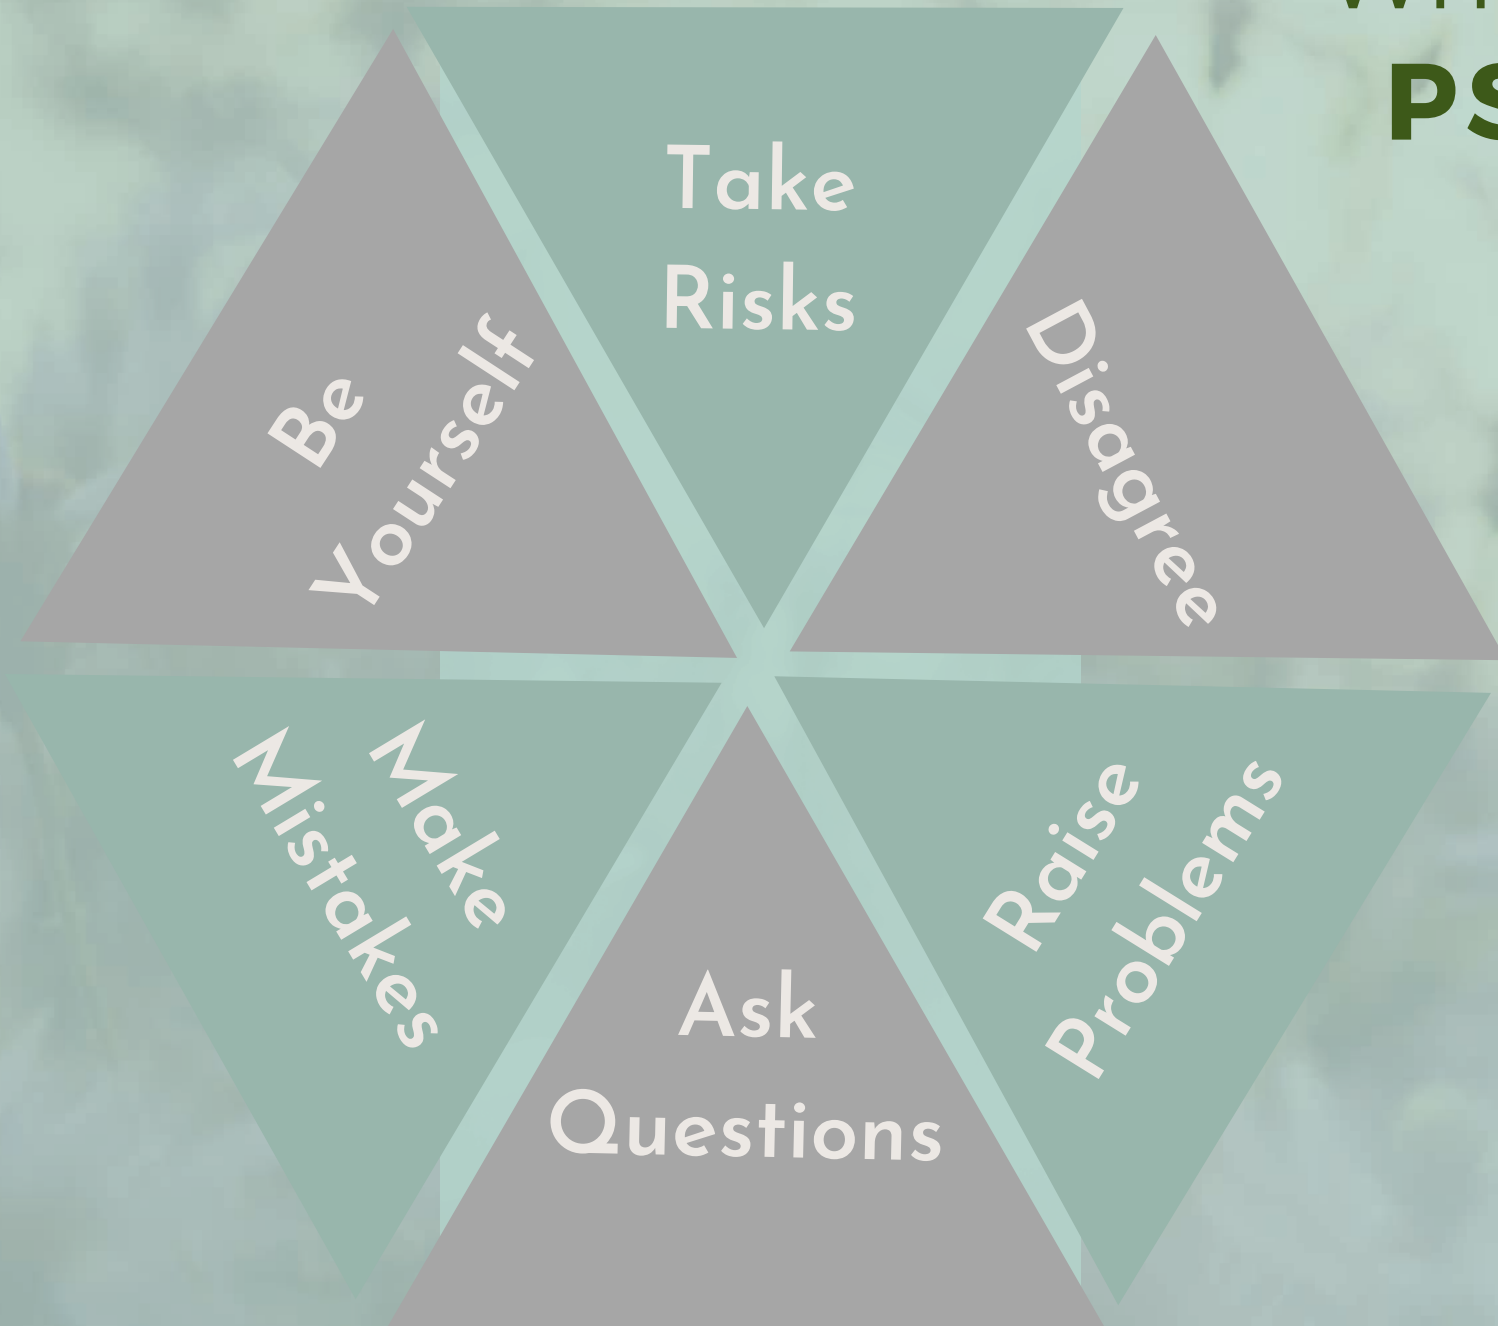 PS
Take
Risks
Disagree
Raise
Problems
Ask
Questions
Make
Mistakes
Be
Yourself